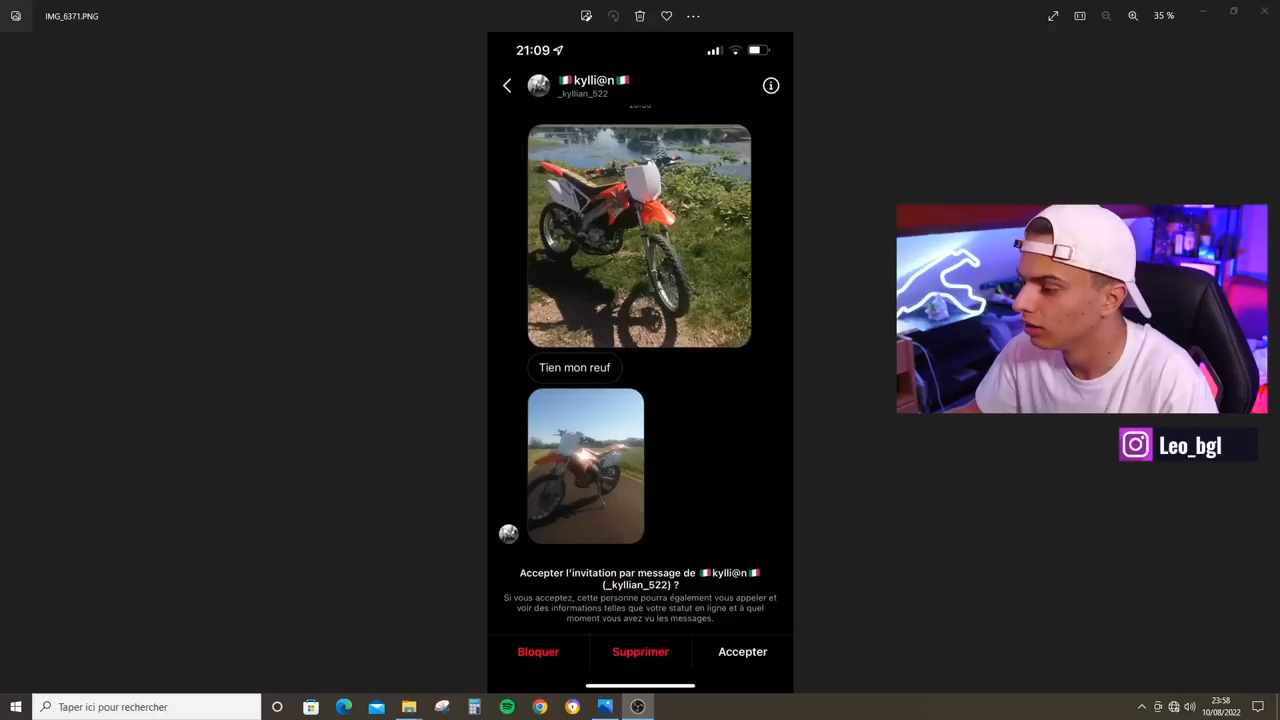 IMG_6371.PNG
35 %
21:09
🇮🇹kylli@n🇮🇹
_kyllian_522
Tien mon reuf
Accepter l'invitation par message de 🇮🇹kylli@n🇮🇹
(_kyllian_522) ?
Si vous acceptez, cette personne pourra également vous appeler et
voir des informations telles que votre statut en ligne et à quel
moment vous avez vu les messages.
Bloquer
Supprimer
Accepter
Leo_bgl
Taper ici pour rechercher
23:58
10/08/2022